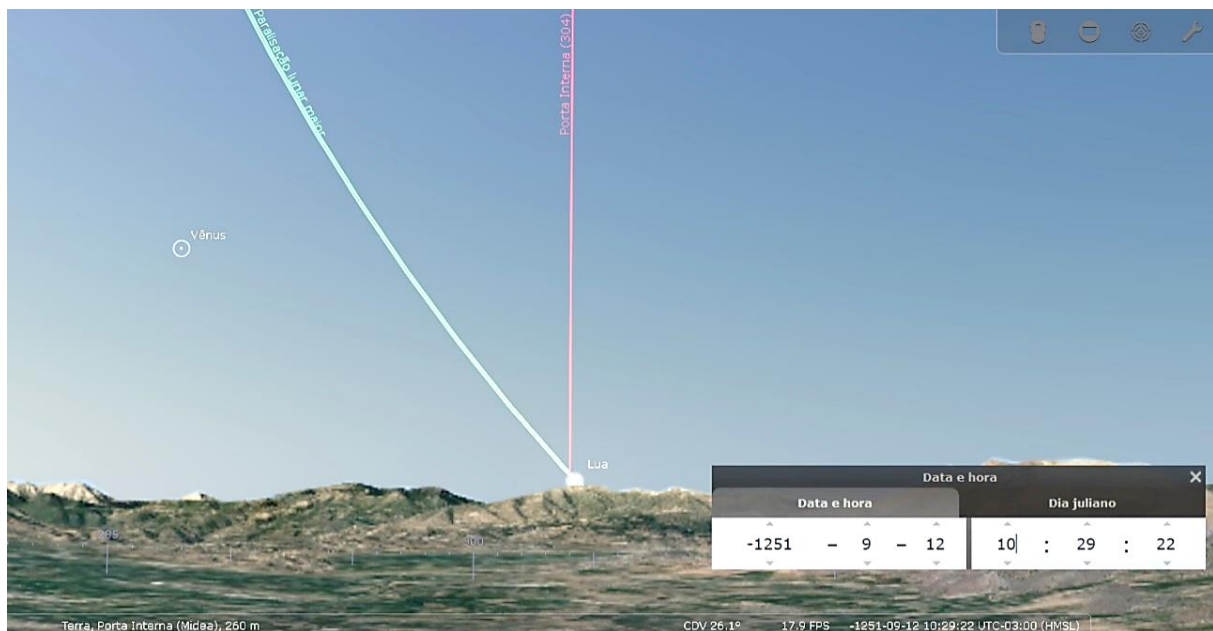 Paralisação lunar maior
Porta Interna (304)
Vênus
Lua
295
300
Data e hora
Data e hora
Dia juliano
-1251 – 9 – 12
10 : 29 : 22
Terra, Porta Interna (Midea), 260 m
CDV 26.1°
17.9 FPS
-1251-09-12 10:29:22 UTC-03:00 (HMSL)